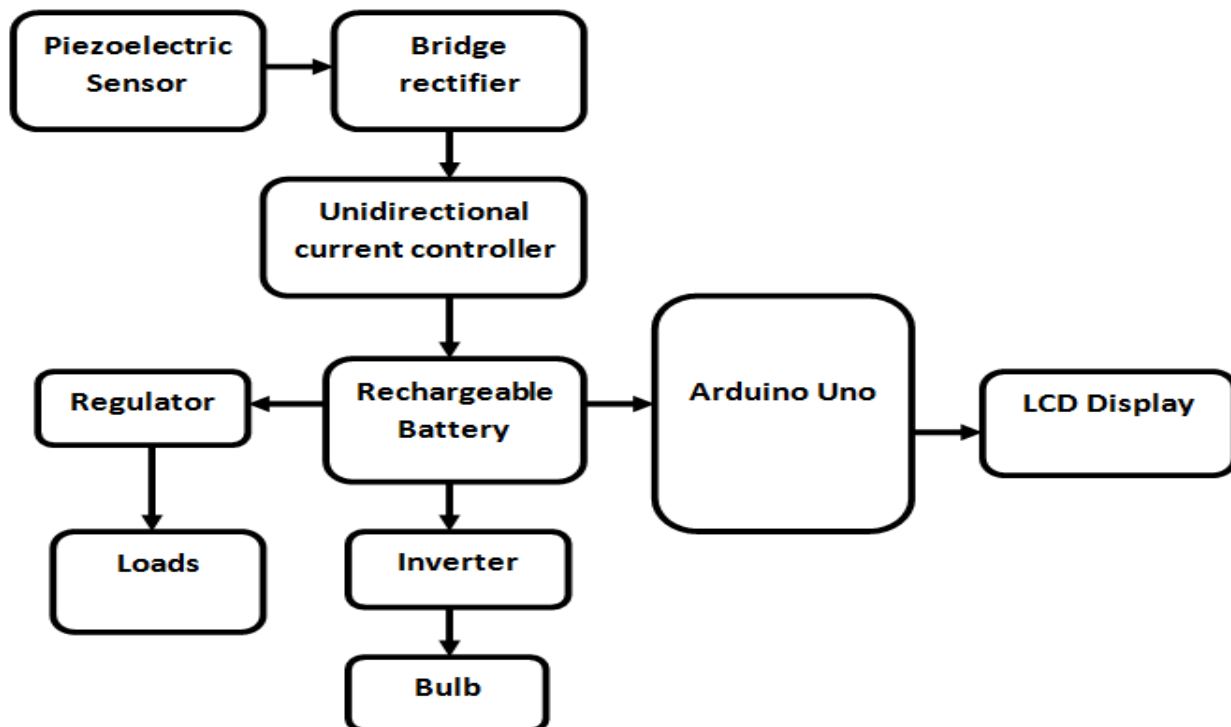 Piezoelectric
Sensor
Bridge
rectifier
Unidirectional
current controller
Regulator
Rechargeable
Battery
Arduino Uno
LCD Display
Loads
Inverter
Bulb